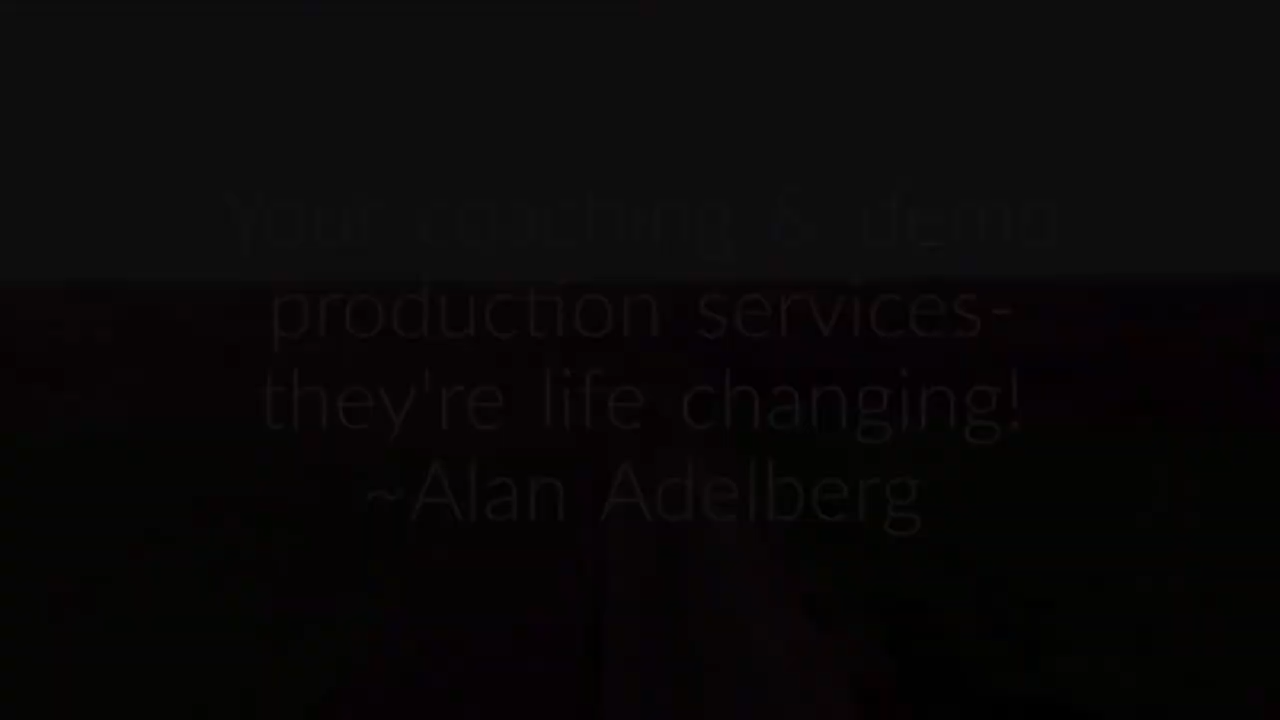 Your coaching & demo
production services-
they're life changing!
~Alan Adelberg